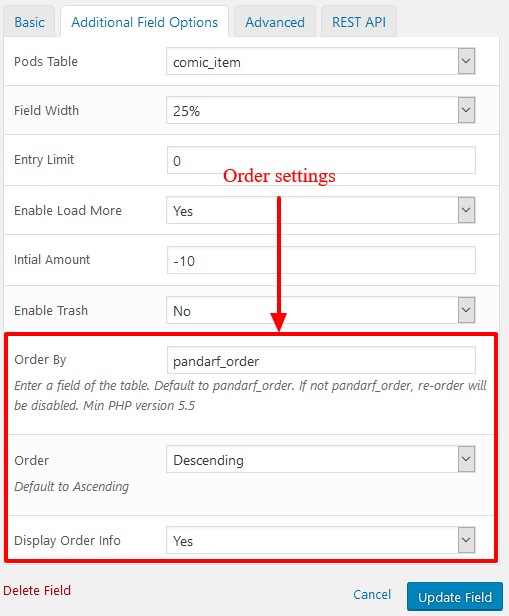 Basic Additional Field Options Advanced REST API
Pods Table comic_item
Field Width 25%
Entry Limit 0
Order settings
Enable Load More Yes
Intial Amount -10
Enable Trash No
Order By pandarf_order
Enter a field of the table. Default to pandarf_order. If not pandarf_order, re-order will
be disabled. Min PHP version 5.5
Order Descending
Default to Ascending
Display Order Info Yes
Delete Field Cancel Update Field